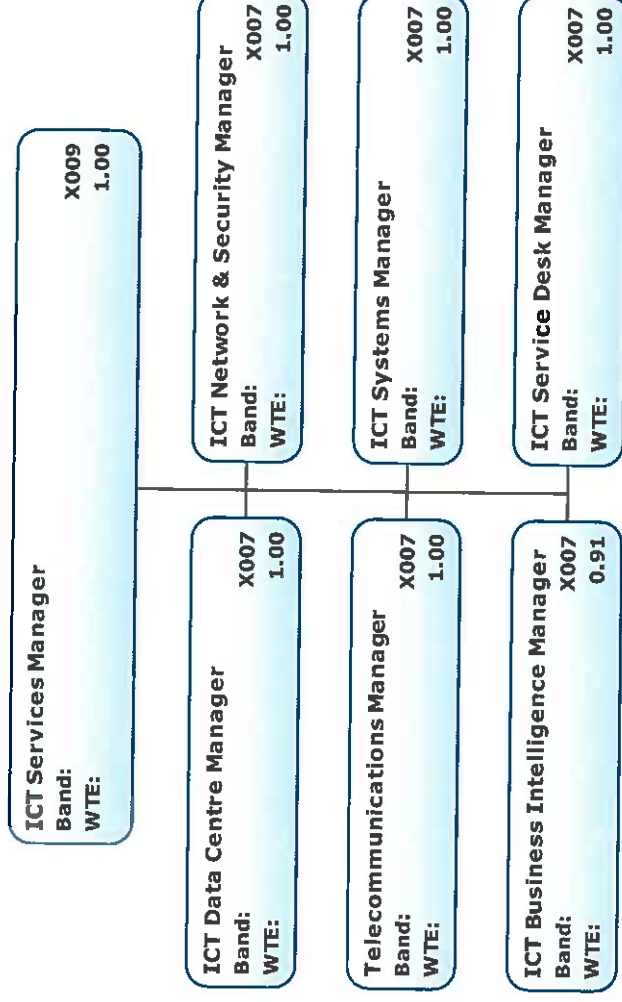 ICT Services Manager
Band: X009
WTE: 1.00
ICT Data Centre Manager
Band: X007
WTE: 1.00
ICT Network & Security Manager
Band: X007
WTE: 1.00
Telecommunications Manager
Band: X007
WTE: 1.00
ICT Systems Manager
Band: X007
WTE: 1.00
ICT Business Intelligence Manager
Band: X007
WTE: 0.91
ICT Service Desk Manager
Band: X007
WTE: 1.00